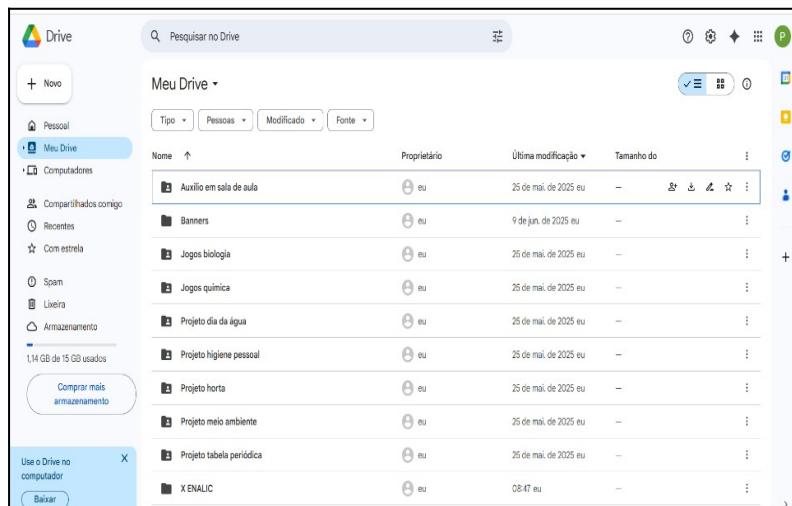 Drive
Pesquisar no Drive
P
Novo
Meu Drive
Tipo Pessoas Modificado Fonte
Pessoal
Meu Drive
Computadores
Compartilhados comigo
Recentes
Com estrela
Spam
Lixeira
Armazenamento
1,14 GB de 15 GB usados
Comprar mais
armazenamento
Use o Drive no
computador
X
Baixar
Nome Proprietário Última modificação Tamanho do
Auxílio em sala de aula eu 25 de mai. de 2025 eu —
Banners eu 9 de jun. de 2025 eu —
Jogos biologia eu 25 de mai. de 2025 eu —
Jogos química eu 25 de mai. de 2025 eu —
Projeto dia da água eu 25 de mai. de 2025 eu —
Projeto higiene pessoal eu 25 de mai. de 2025 eu —
Projeto horta eu 25 de mai. de 2025 eu —
Projeto meio ambiente eu 25 de mai. de 2025 eu —
Projeto tabela periódica eu 25 de mai. de 2025 eu —
X ENALIC eu 08:47 eu —